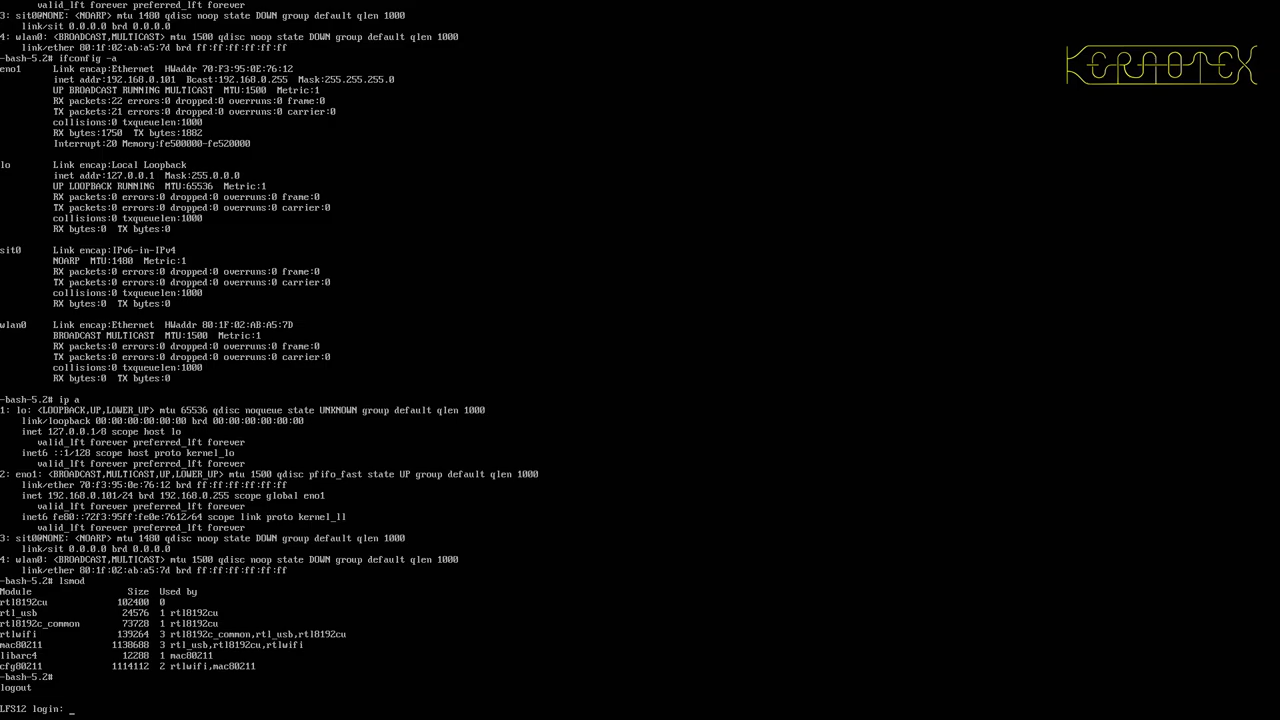 valid_lft forever preferred_lft forever
3: sit0@NONE: <NOARP> mtu 1480 qdisc noop state DOWN group default qlen 1000
link/sit 0.0.0.0 brd 0.0.0.0
4: wlan0: <BROADCAST,MULTICAST> mtu 1500 qdisc noop state DOWN group default qlen 1000
link/ether 80:1f:02:ab:a5:7d brd ff:ff:ff:ff:ff:ff
-bash-5.2# ifconfig -a
eno1 Link encap:Ethernet HWaddr 70:F3:95:0E:76:12
inet addr:192.168.0.101 Bcast:192.168.0.255 Mask:255.255.255.0
UP BROADCAST RUNNING MULTICAST MTU:1500 Metric:1
RX packets:22 errors:0 dropped:0 overruns:0 frame:0
TX packets:21 errors:0 dropped:0 overruns:0 carrier:0
collisions:0 txqueuelen:1000
RX bytes:1750 TX bytes:1882
Interrupt:20 Memory:fe500000-fe520000
lo Link encap:Local Loopback
inet addr:127.0.0.1 Mask:255.0.0.0
UP LOOPBACK RUNNING MTU:65536 Metric:1
RX packets:0 errors:0 dropped:0 overruns:0 frame:0
TX packets:0 errors:0 dropped:0 overruns:0 carrier:0
collisions:0 txqueuelen:1000
RX bytes:0 TX bytes:0
sit0 Link encap:IPv6-in-IPv4
NOARP MTU:1480 Metric:1
RX packets:0 errors:0 dropped:0 overruns:0 frame:0
TX packets:0 errors:0 dropped:0 overruns:0 carrier:0
collisions:0 txqueuelen:1000
RX bytes:0 TX bytes:0
wlan0 Link encap:Ethernet HWaddr 80:1F:02:AB:A5:7D
BROADCAST MULTICAST MTU:1500 Metric:1
RX packets:0 errors:0 dropped:0 overruns:0 frame:0
TX packets:0 errors:0 dropped:0 overruns:0 carrier:0
collisions:0 txqueuelen:1000
RX bytes:0 TX bytes:0
-bash-5.2# ip a
1: lo: <LOOPBACK,UP,LOWER_UP> mtu 65536 qdisc noqueue state UNKNOWN group default qlen 1000
link/loopback 00:00:00:00:00:00 brd 00:00:00:00:00:00
inet 127.0.0.1/8 scope host lo
valid_lft forever preferred_lft forever
inet6 ::1/128 scope host proto kernel_lo
valid_lft forever preferred_lft forever
2: eno1: <BROADCAST,MULTICAST,UP,LOWER_UP> mtu 1500 qdisc pfifo_fast state UP group default qlen 1000
link/ether 70:f3:95:0e:76:12 brd ff:ff:ff:ff:ff:ff
inet 192.168.0.101/24 brd 192.168.0.255 scope global eno1
valid_lft forever preferred_lft forever
inet6 fe80::72f3:95ff:fe0e:7612/64 scope link proto kernel_ll
valid_lft forever preferred_lft forever
3: sit0@NONE: <NOARP> mtu 1480 qdisc noop state DOWN group default qlen 1000
link/sit 0.0.0.0 brd 0.0.0.0
4: wlan0: <BROADCAST,MULTICAST> mtu 1500 qdisc noop state DOWN group default qlen 1000
link/ether 80:1f:02:ab:a5:7d brd ff:ff:ff:ff:ff:ff
-bash-5.2# lsmod
Module Size Used by
rtl8192cu 102400 0
rtl_usb 24576 1 rtl8192cu
rtl8192c_common 73728 1 rtl8192cu
rtlwifi 139264 3 rtl8192c_common,rtl_usb,rtl8192cu
mac80211 1138688 3 rtl_usb,rtl8192cu,rtlwifi
libarc4 12288 1 mac80211
cfg80211 1114112 2 rtlwifi,mac80211
-bash-5.2#
logout
LFS12 login: _
KERNOTEX